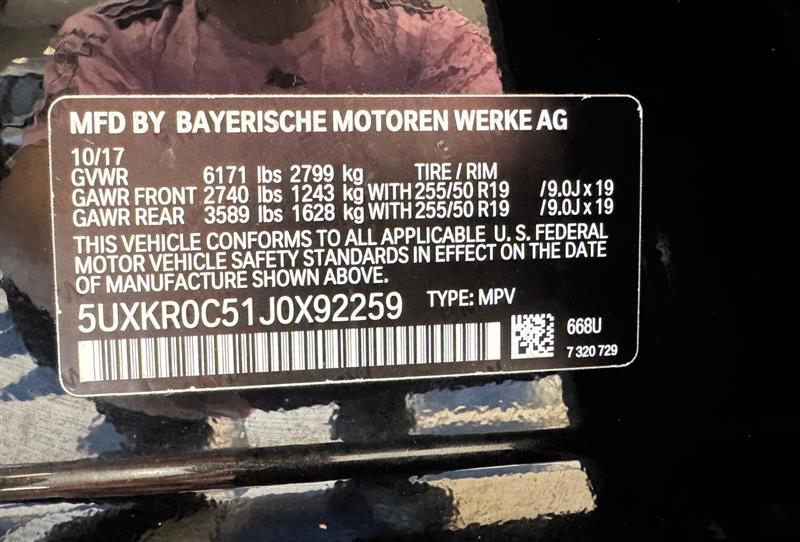 MFD BY BAYERISCHE MOTOREN WERKE AG
10/17
GVWR 6171 lbs 2799 kg TIRE / RIM
GAWR FRONT 2740 lbs 1243 kg WITH 255/50 R19 /9.0J x 19
GAWR REAR 3589 lbs 1628 kg WITH 255/50 R19 /9.0J x 19
THIS VEHICLE CONFORMS TO ALL APPLICABLE U.S. FEDERAL
MOTOR VEHICLE SAFETY STANDARDS IN EFFECT ON THE DATE
OF MANUFACTURE SHOWN ABOVE.
5UXKR0C51J0X92259 TYPE: MPV
668U
7 320 729